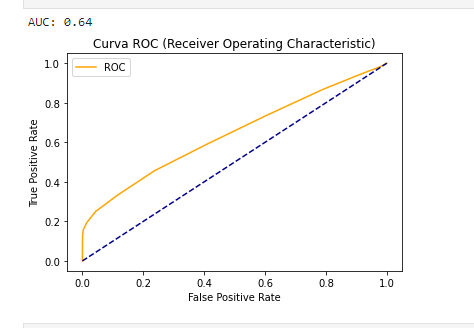 AUC: 0.64
Curva ROC (Receiver Operating Characteristic)
ROC
1.0
0.8
0.6
0.4
0.2
0.0
True Positive Rate
0.0 0.2 0.4 0.6 0.8 1.0
False Positive Rate